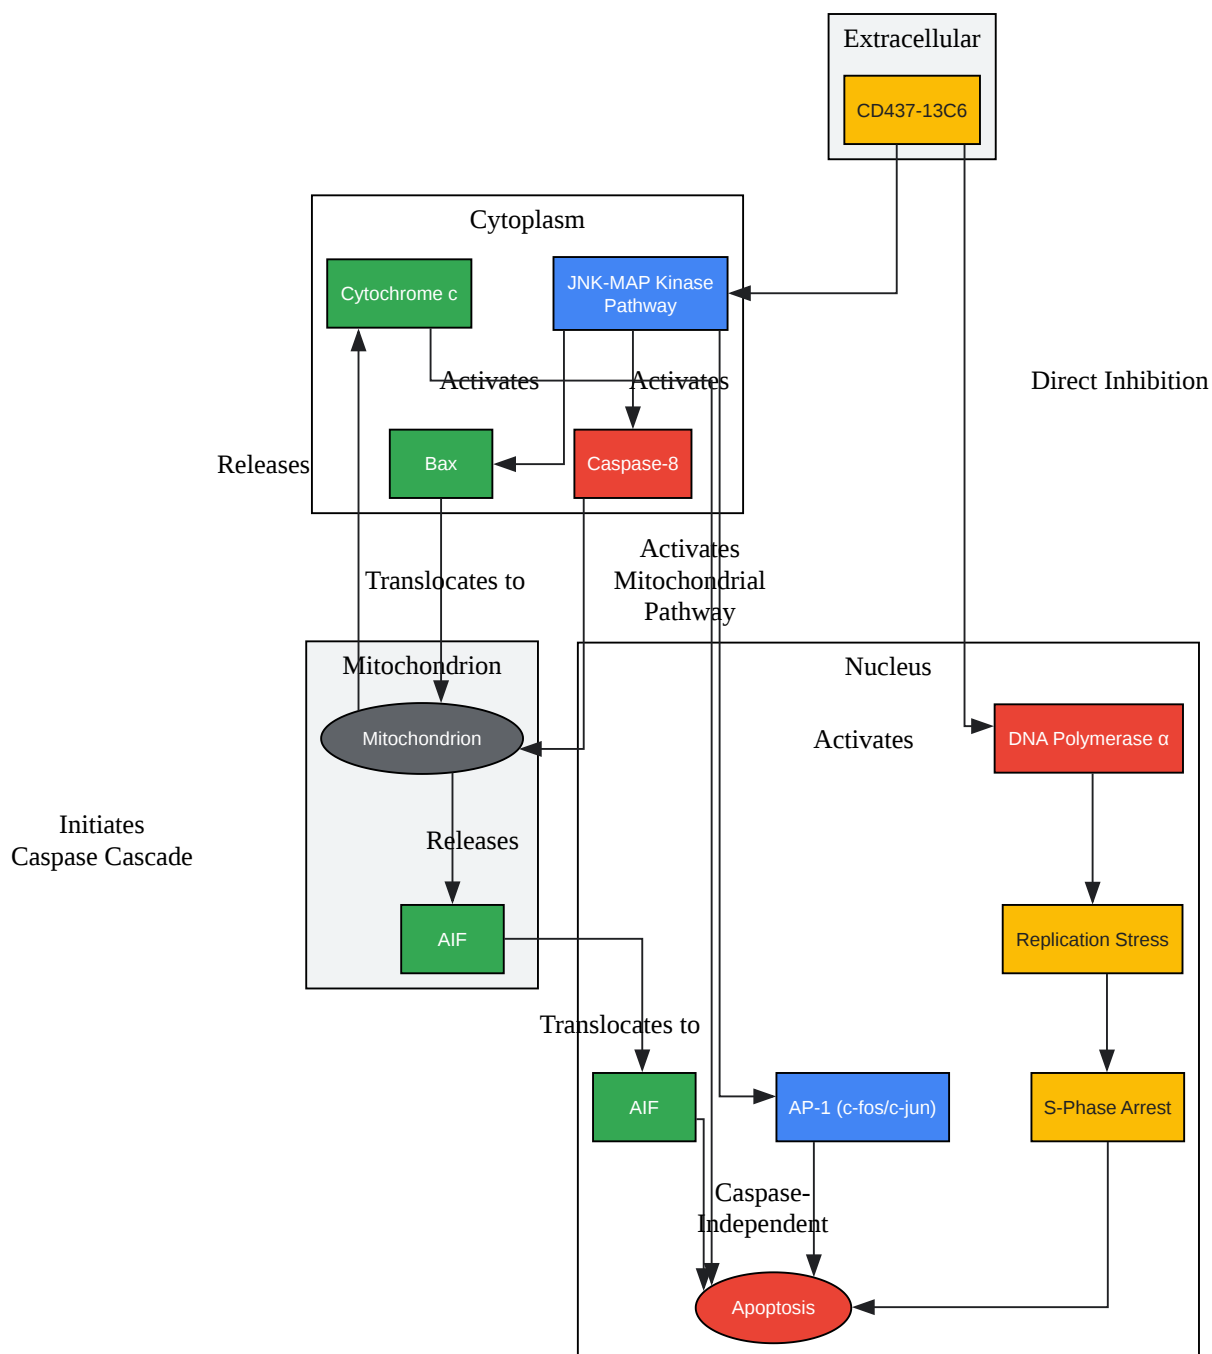 Extracellular
CD437-13C6
Cytoplasm
Cytochrome c
JNK-MAP Kinase
Pathway
Activates
Activates
Direct Inhibition
Releases
Bax
Caspase-8
Translocates to
Activates
Mitochondrial
Pathway
Mitochondrion
Nucleus
Mitochondrion
Activates
DNA Polymerase α
Initiates
Caspase Cascade
Releases
AIF
Replication Stress
Translocates to
AIF
AP-1 (c-fos/c-jun)
S-Phase Arrest
Caspase-
Independent
Apoptosis